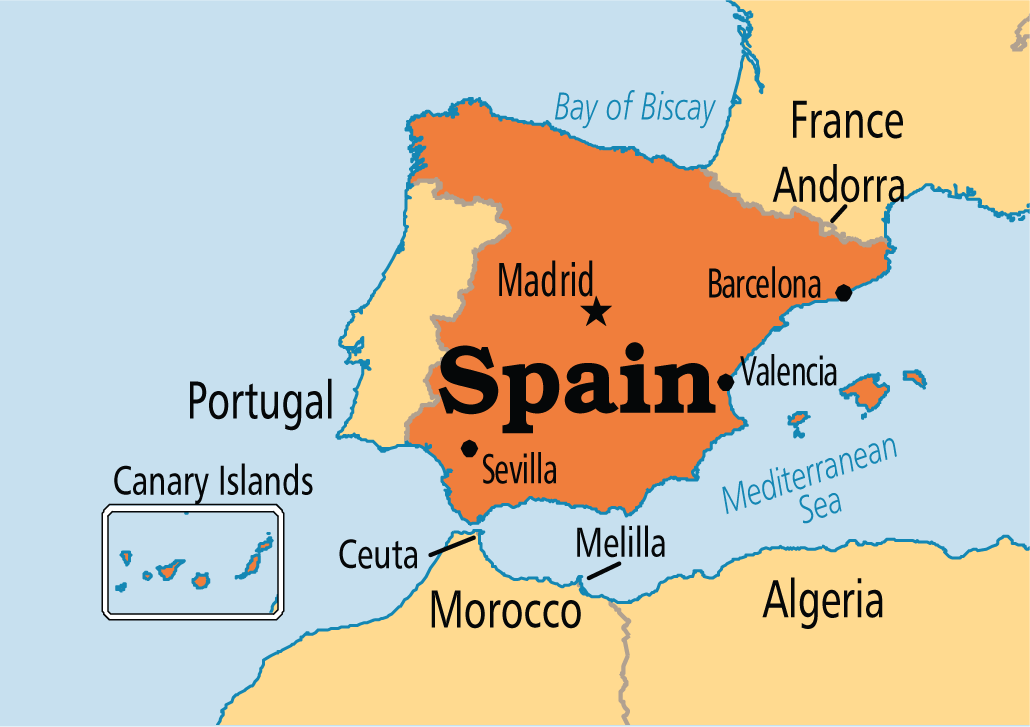 Bay of Biscay
France
Andorra
Madrid
Barcelona
Spain
Valencia
Portugal
Sevilla
Mediterranean
Sea
Canary Islands
Ceuta
Melilla
Morocco
Algeria